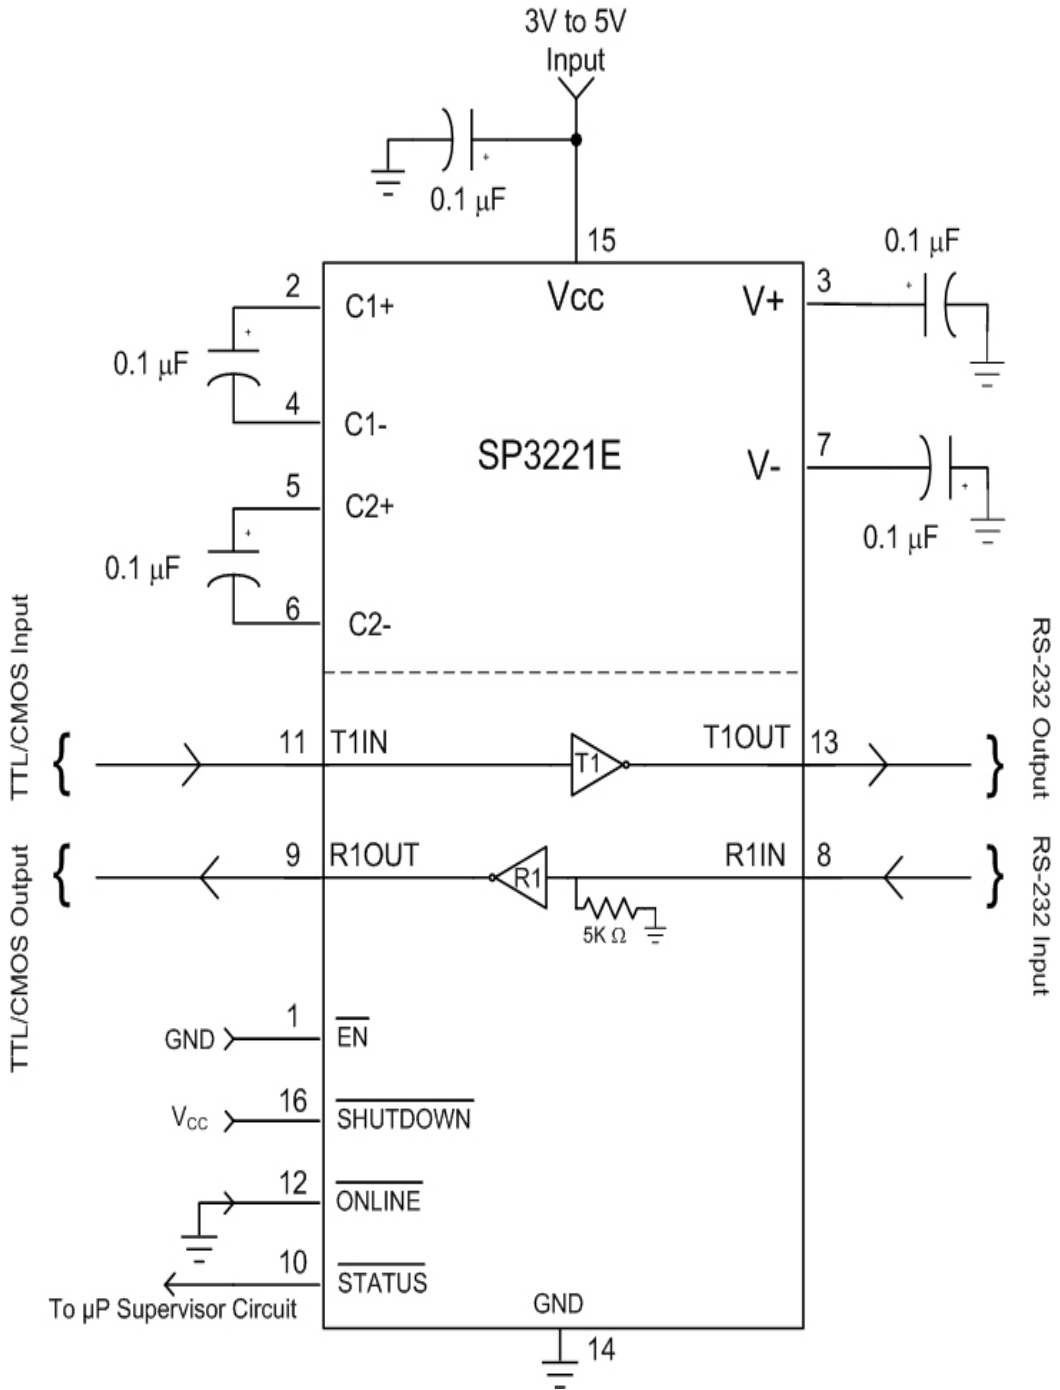 3V to 5V
Input
+
0.1 μF
15
0.1 μF
2
C1+
Vcc
V+
3
+
+
0.1 μF
4
C1-
SP3221E
V-
7
+
0.1 μF
5
C2+
+
0.1 μF
6
C2-
TTL/CMOS Input
RS-232 Output
{
11
T1IN
T1
T1OUT
13
}
TTL/CMOS Output
RS-232 Input
{
9
R1OUT
R1
R1IN
8
}
5K Ω
GND
1
EN
VCC
16
SHUTDOWN
12
ONLINE
10
STATUS
To μP Supervisor Circuit
GND
14